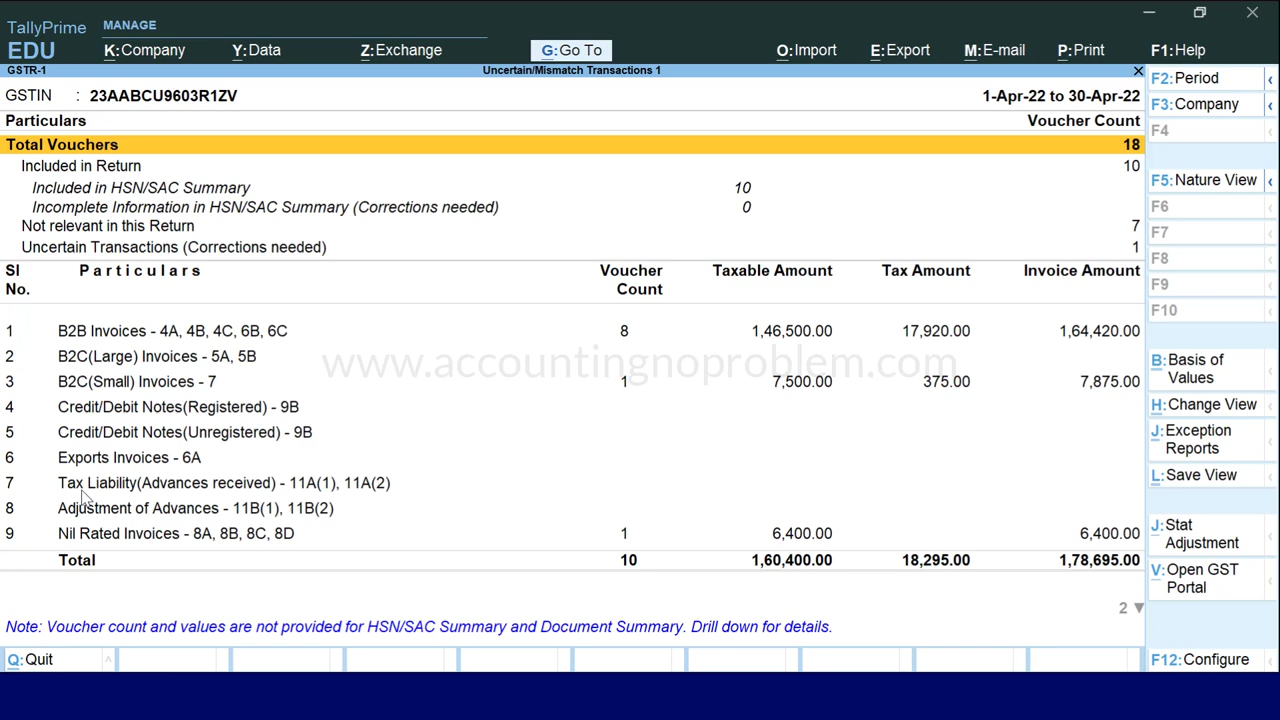 TallyPrime MANAGE
EDU K:Company Y:Data Z:Exchange G:Go To O:Import E:Export M:E-mail P:Print F1:Help
GSTR-1 Uncertain/Mismatch Transactions 1
GSTIN : 23AABCU9603R1ZV 1-Apr-22 to 30-Apr-22
Particulars Voucher Count
Total Vouchers 18
Included in Return 10
Included in HSN/SAC Summary 10
Incomplete Information in HSN/SAC Summary (Corrections needed) 0
Not relevant in this Return 7
Uncertain Transactions (Corrections needed) 1
Sl Particulars Voucher Taxable Amount Tax Amount Invoice Amount
No. Count
1 B2B Invoices - 4A, 4B, 4C, 6B, 6C 8 1,46,500.00 17,920.00 1,64,420.00
2 B2C(Large) Invoices - 5A, 5B
www.accountingnoproblem.com
3 B2C(Small) Invoices - 7 1 7,500.00 375.00 7,875.00
4 Credit/Debit Notes(Registered) - 9B
5 Credit/Debit Notes(Unregistered) - 9B
6 Exports Invoices - 6A
7 Tax Liability(Advances received) - 11A(1), 11A(2)
8 Adjustment of Advances - 11B(1), 11B(2)
9 Nil Rated Invoices - 8A, 8B, 8C, 8D 1 6,400.00 6,400.00
Total 10 1,60,400.00 18,295.00 1,78,695.00
2
Note: Voucher count and values are not provided for HSN/SAC Summary and Document Summary. Drill down for details.
Q:Quit
F2:Period
F3:Company
F4
F5:Nature View
F6
F7
F8
F9
F10
B:Basis of
Values
H:Change View
J:Exception
Reports
L:Save View
J:Stat
Adjustment
V:Open GST
Portal
F12:Configure